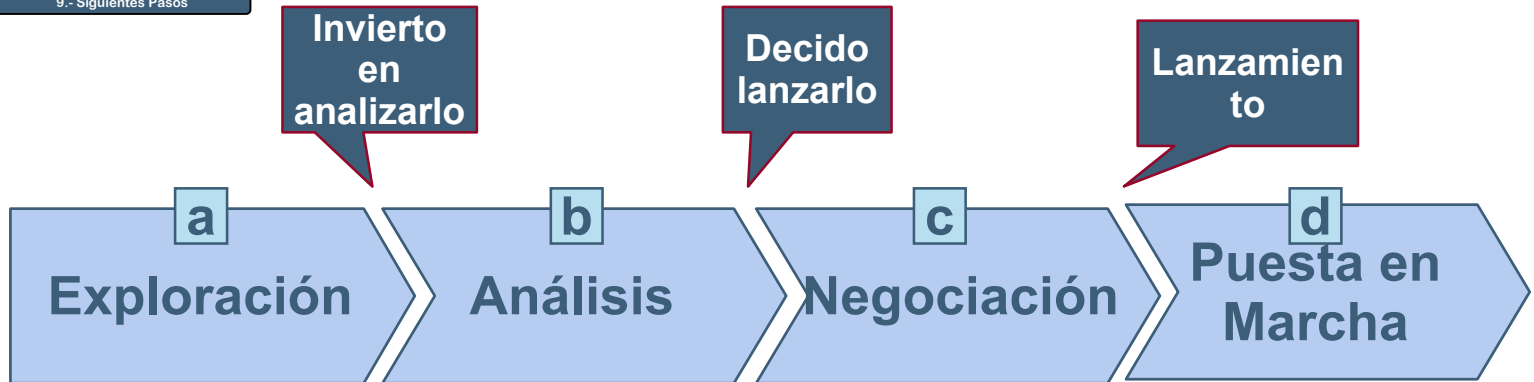 9.- Siguientes Pasos
Invierto
en
analizarlo
Decido
lanzarlo
Lanzamien
to
a
Exploración
b
Análisis
c
Negociación
d
Puesta en
Marcha